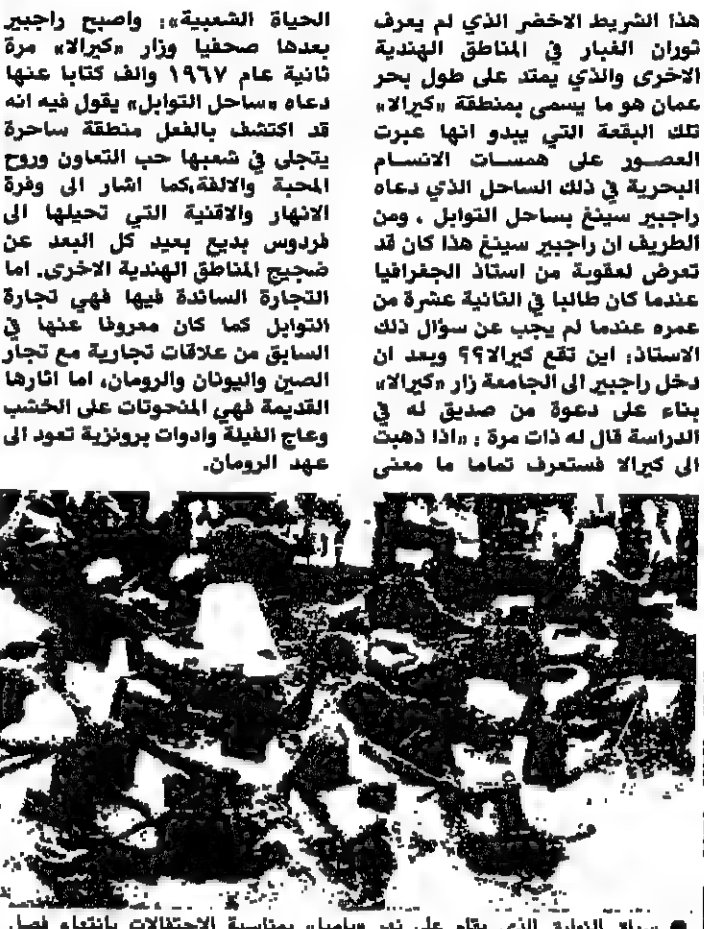 هذا الشريط الاخضر الذي لم يعرف
ثوران الغبار في المناطق الهندية
الاخرى والذي يمتد على طول بحر
عمان هو ما يسمى بمنطقة «كيرالا»
تلك البقعة التي يبدو انها عبرت
العصور على همسات الانسام
البحرية في ذلك الساحل الذي دعاه
راجبير سينغ بساحل التوابل . ومن
الطريف ان راجبير سينغ هذا كان قد
تعرض لعقوبة من استاذ الجغرافيا
عندما كان طالبا في الثانية عشرة من
عمره عندما لم يجب عن سؤال ذلك
الاستاذ: اين تقع كيرالا؟؟ وبعد ان
دخل راجبير الى الجامعة زار «كيرالا»
بناء على دعوة من صديق له في
الدراسة قال له ذات مرة : «اذا ذهبت
الى كيرالا فستعرف تماما ما معنى
الحياة الشعبية»: واصبح راجبير
بعدها صحفيا وزار «كيرالا» مرة
ثانية عام ١٩٦٧ والف كتابا عنها
دعاه «ساحل التوابل» يقول فيه انه
قد اكتشف بالفعل منطقة ساحرة
يتجلى في شعبها حب التعاون وروح
المحبة والالفة،كما اشار الى وفرة
الانهار والاقنية التي تحيلها الى
فردوس بديع بعيد كل البعد عن
ضجيج المناطق الهندية الاخرى. اما
التجارة السائدة فيها فهي تجارة
التوابل كما كان معروفا عنها في
السابق من علاقات تجارية مع تجار
الصين واليونان والرومان، اما اثارها
القديمة فهي المنحوتات على الخشب
وعاج الفيلة وادوات برونزية تعود الى
عهد الرومان.
● سباق الذي يقام على نهر بمناسبة الاحتفالات بانتهاء فصل